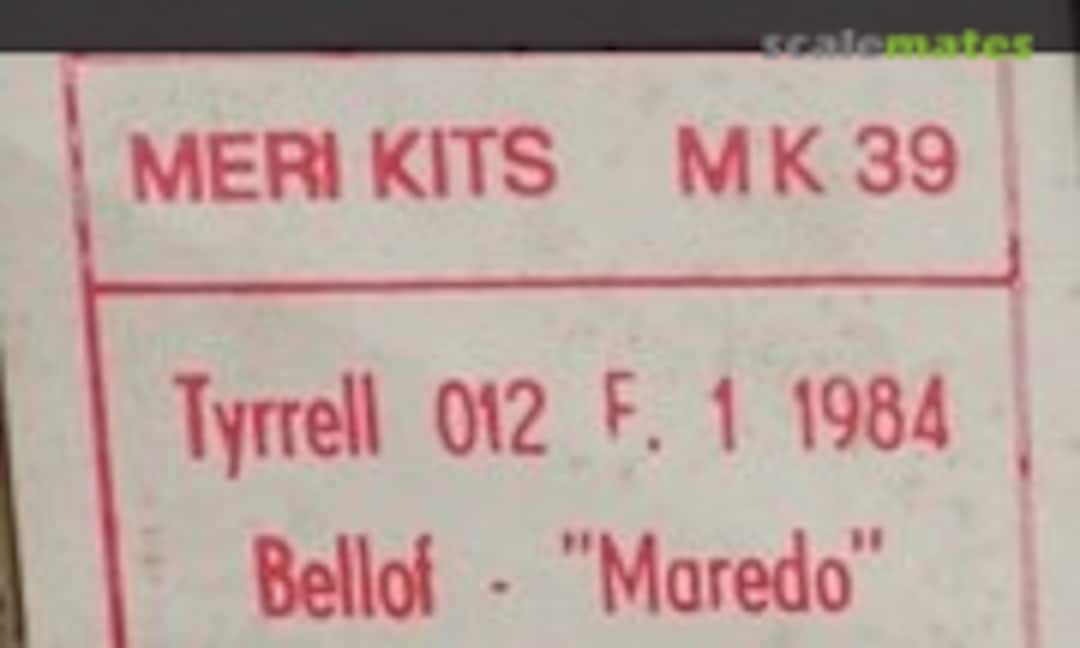 scalemates
MERI KITS MK 39
Tyrrell 012 F. 1 1984
Bellof - "Maredo"